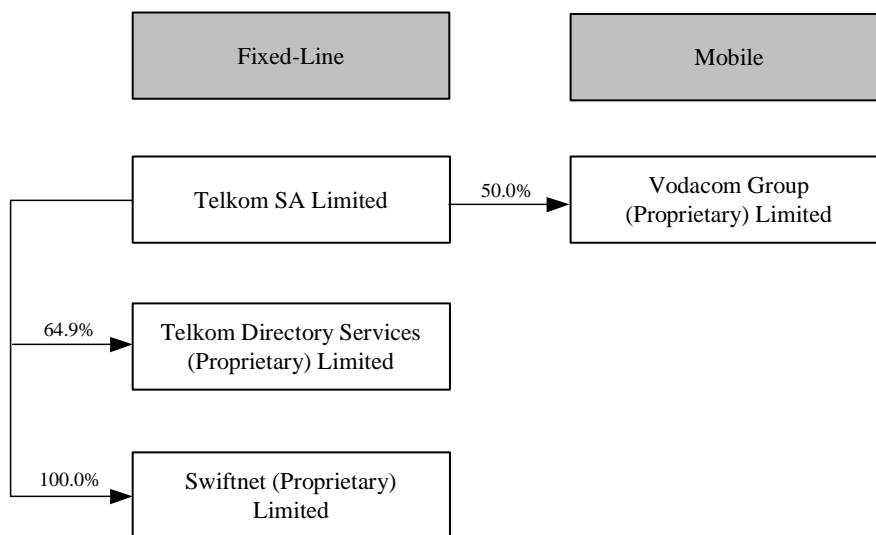 Fixed-Line
Mobile
Telkom SA Limited
50.0%
Vodacom Group
(Proprietary) Limited
64.9%
Telkom Directory Services
(Proprietary) Limited
100.0%
Swiftnet (Proprietary)
Limited